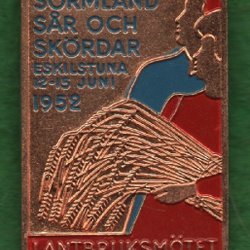 SÖRMLAND
SÅR OCH
SKÖRDAR
ESKILSTUNA
12-15 JUNI
1952
LANTBRUKSMÖTET